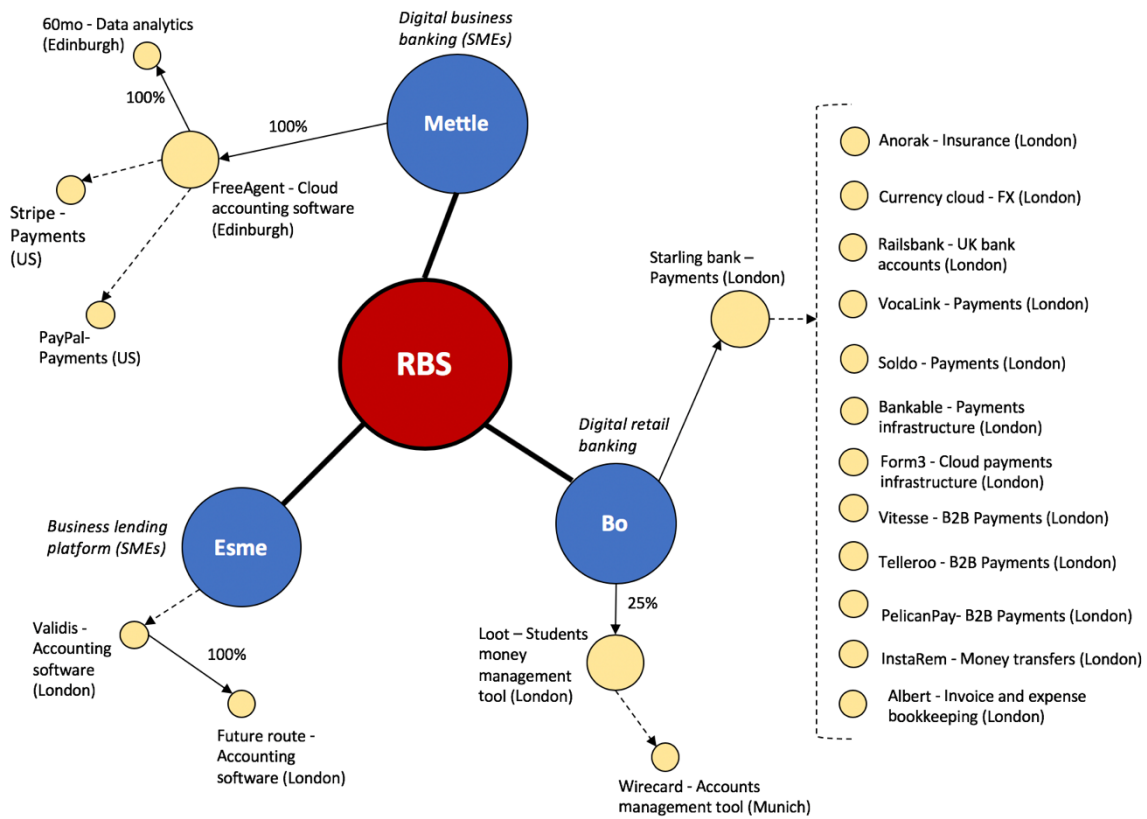 60mo - Data analytics
(Edinburgh)
Digital business
banking (SMEs)
Mettle
100%
100%
FreeAgent - Cloud
accounting software
(Edinburgh)
Stripe -
Payments
(US)
PayPal-
Payments (US)
RBS
Starling bank –
Payments (London)
Digital retail
banking
Bo
Business lending
platform (SMEs)
Esme
25%
Validis -
Accounting
software
(London)
100%
Future route -
Accounting
software (London)
Loot – Students
money
management
tool (London)
Wirecard - Accounts
management tool (Munich)
Anorak - Insurance (London)
Currency cloud - FX (London)
Railsbank - UK bank
accounts (London)
VocaLink - Payments (London)
Soldo - Payments (London)
Bankable - Payments
infrastructure (London)
Form3 - Cloud payments
infrastructure (London)
Vitesse - B2B Payments (London)
Telleroo - B2B Payments (London)
PelicanPay- B2B Payments (London)
InstaRem - Money transfers (London)
Albert - Invoice and expense
bookkeeping (London)